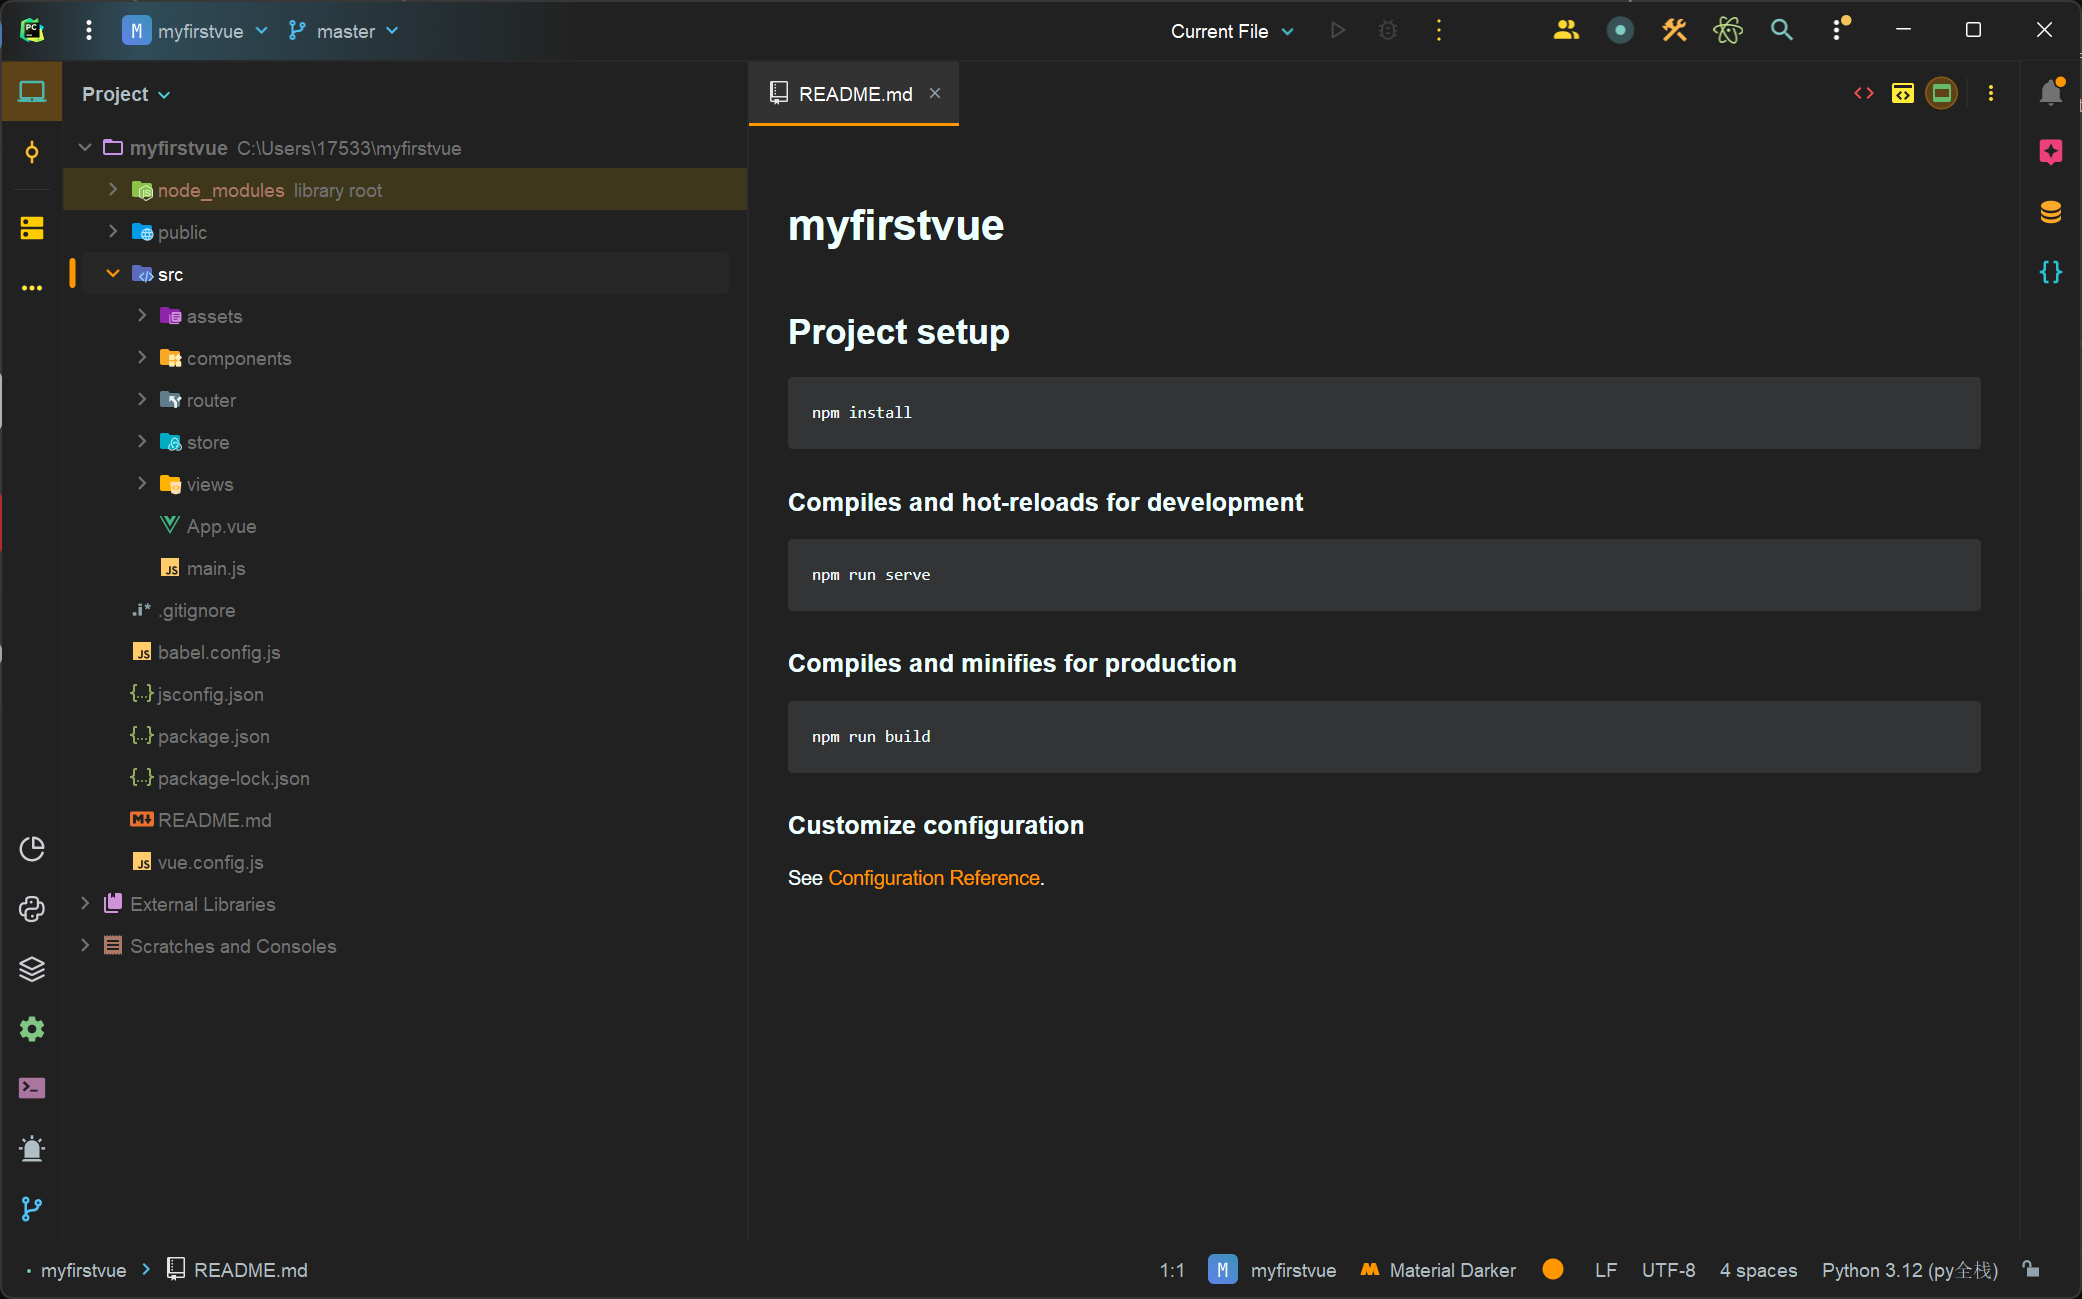 M myfirstvue master Current File
Project
README.md
myfirstvue C:\Users\17533\myfirstvue
node_modules library root
public
src
assets
components
router
store
views
App.vue
main.js
.gitignore
babel.config.js
jsconfig.json
package.json
package-lock.json
README.md
vue.config.js
External Libraries
Scratches and Consoles
myfirstvue
Project setup
npm install
Compiles and hot-reloads for development
npm run serve
Compiles and minifies for production
npm run build
Customize configuration
See Configuration Reference.
myfirstvue README.md 1:1 M myfirstvue Material Darker LF UTF-8 4 spaces Python 3.12 (py全栈)